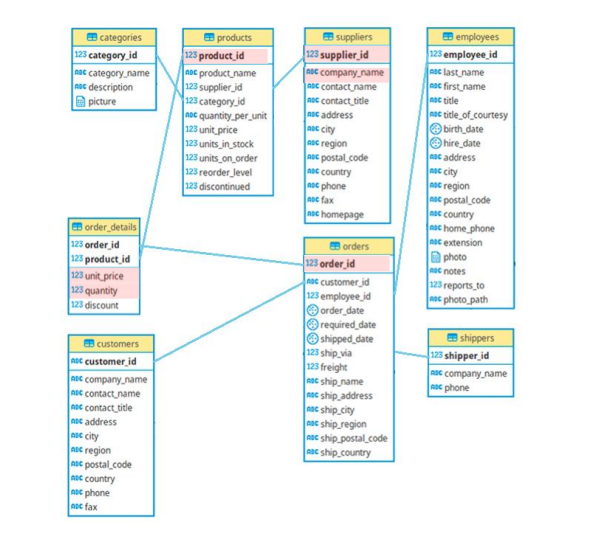 categories
123 category_id
ABC category_name
ABC description
picture
products
123 product_id
ABC product_name
123 supplier_id
123 category_id
ABC quantity_per_unit
123 unit_price
123 units_in_stock
123 units_on_order
123 reorder_level
123 discontinued
suppliers
123 supplier_id
ABC company_name
ABC contact_name
ABC contact_title
ABC address
ABC city
ABC region
ABC postal_code
ABC country
ABC phone
ABC fax
ABC homepage
employees
123 employee_id
ABC last_name
ABC first_name
ABC title
ABC title_of_courtesy
birth_date
hire_date
ABC address
ABC city
ABC region
ABC postal_code
ABC country
ABC home_phone
ABC extension
photo
ABC notes
123 reports_to
ABC photo_path
order_details
123 order_id
123 product_id
123 unit_price
123 quantity
123 discount
orders
123 order_id
ABC customer_id
123 employee_id
order_date
required_date
shipped_date
123 ship_via
123 freight
ABC ship_name
ABC ship_address
ABC ship_city
ABC ship_region
ABC ship_postal_code
ABC ship_country
customers
ABC customer_id
ABC company_name
ABC contact_name
ABC contact_title
ABC address
ABC city
ABC region
ABC postal_code
ABC country
ABC phone
ABC fax
shippers
123 shipper_id
ABC company_name
ABC phone